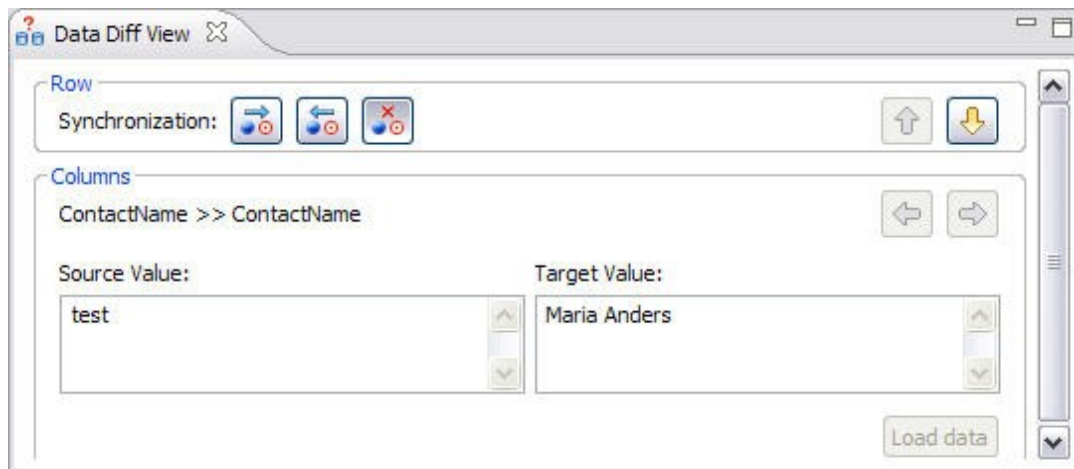 Data Diff View
Row
Synchronization:
Columns
ContactName >> ContactName
Source Value: Target Value:
test Maria Anders
Load data